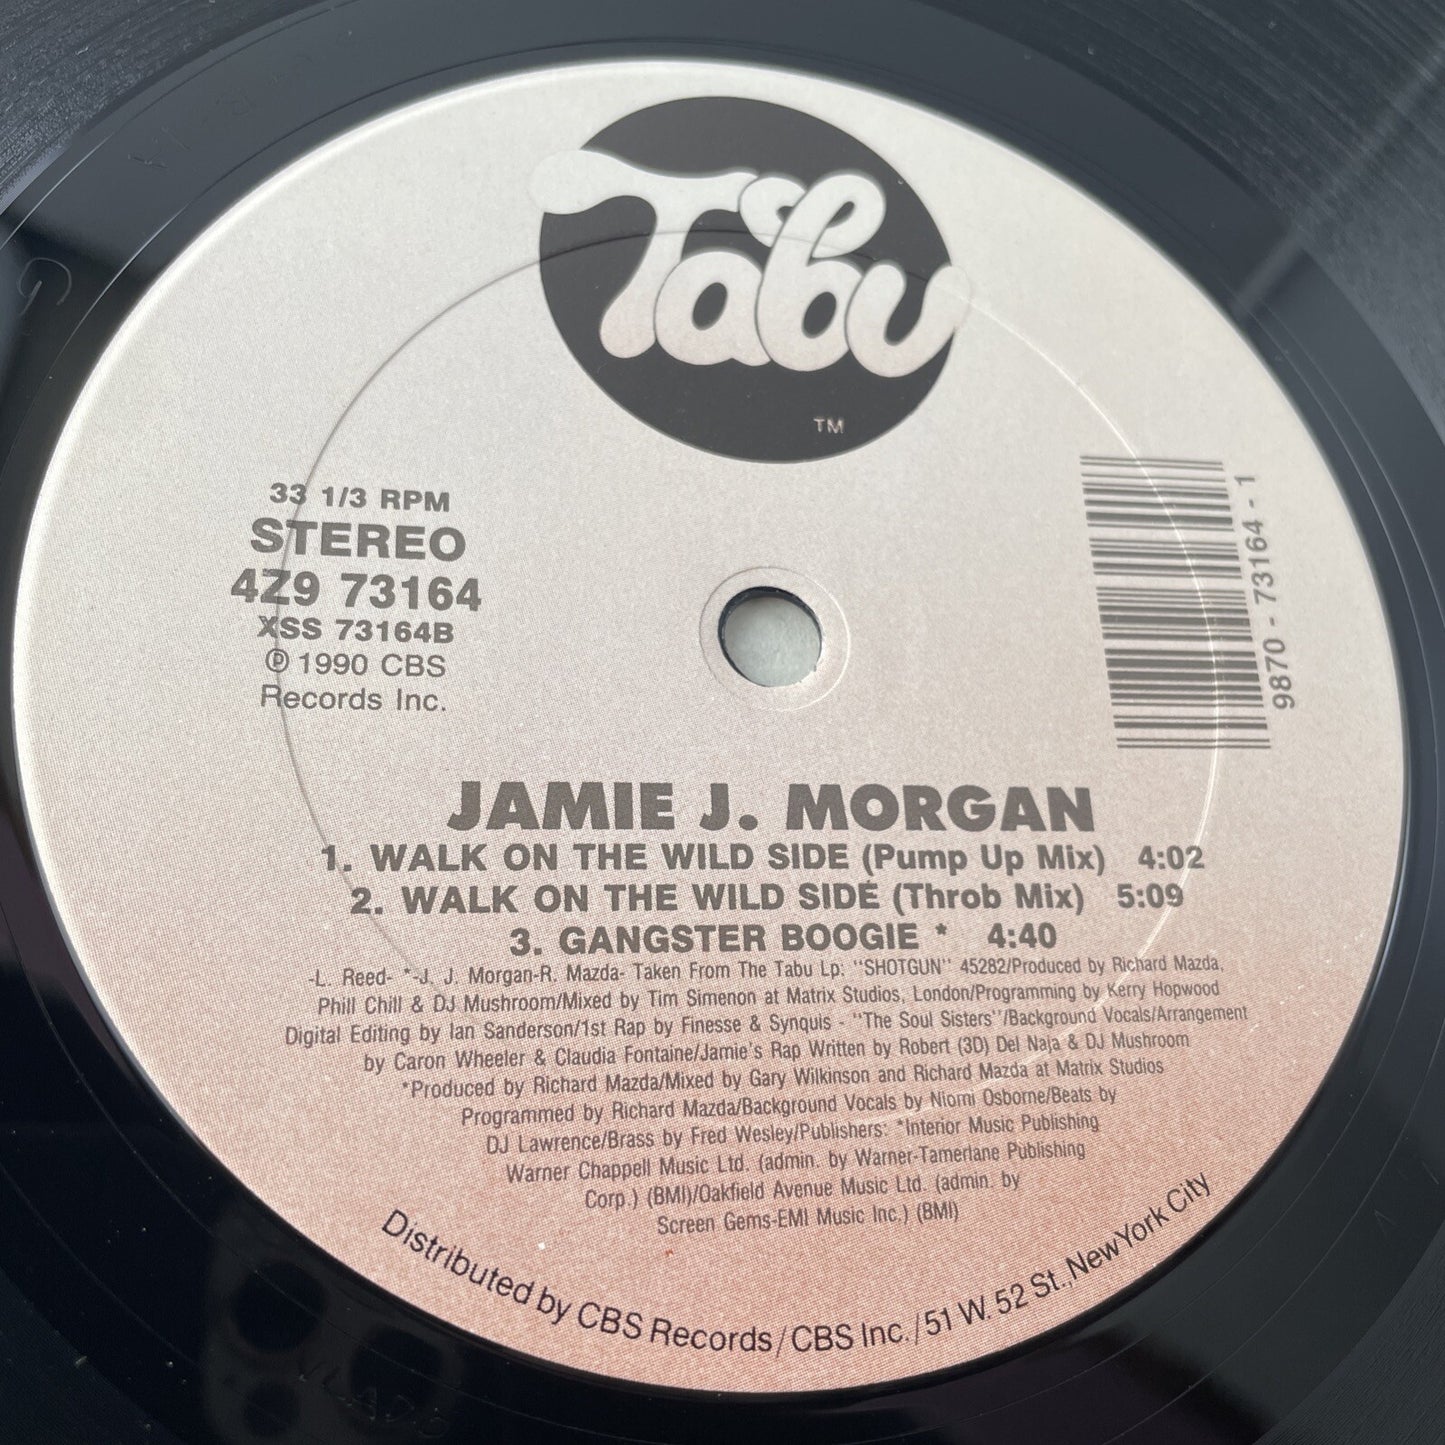 Tabu
TM
33 1/3 RPM
STEREO
4Z9 73164
XSS 73164B
Ⓟ 1990 CBS
Records Inc.
9870 - 73164 - 1
JAMIE J. MORGAN
1. WALK ON THE WILD SIDE (Pump Up Mix) 4:02
2. WALK ON THE WILD SIDE (Throb Mix) 5:09
3. GANGSTER BOOGIE * 4:40
-L. Reed- *-J. J. Morgan-R. Mazda- Taken From The Tabu Lp: "SHOTGUN" 45282/Produced by Richard Mazda,
Phill Chill & DJ Mushroom/Mixed by Tim Simenon at Matrix Studios, London/Programming by Kerry Hopwood
Digital Editing by Ian Sanderson/1st Rap by Finesse & Synquis - "The Soul Sisters"/Background Vocals/Arrangement
by Caron Wheeler & Claudia Fontaine/Jamie's Rap Written by Robert (3D) Del Naja & DJ Mushroom
*Produced by Richard Mazda/Mixed by Gary Wilkinson and Richard Mazda at Matrix Studios
Programmed by Richard Mazda/Background Vocals by Niomi Osborne/Beats by
DJ Lawrence/Brass by Fred Wesley/Publishers: *Interior Music Publishing
Warner Chappell Music Ltd. (admin. by Warner-Tamerlane Publishing
Corp.) (BMI)/Oakfield Avenue Music Ltd. (admin. by
Screen Gems-EMI Music Inc.) (BMI)
Distributed by CBS Records/CBS Inc./51 W. 52 St., New York City